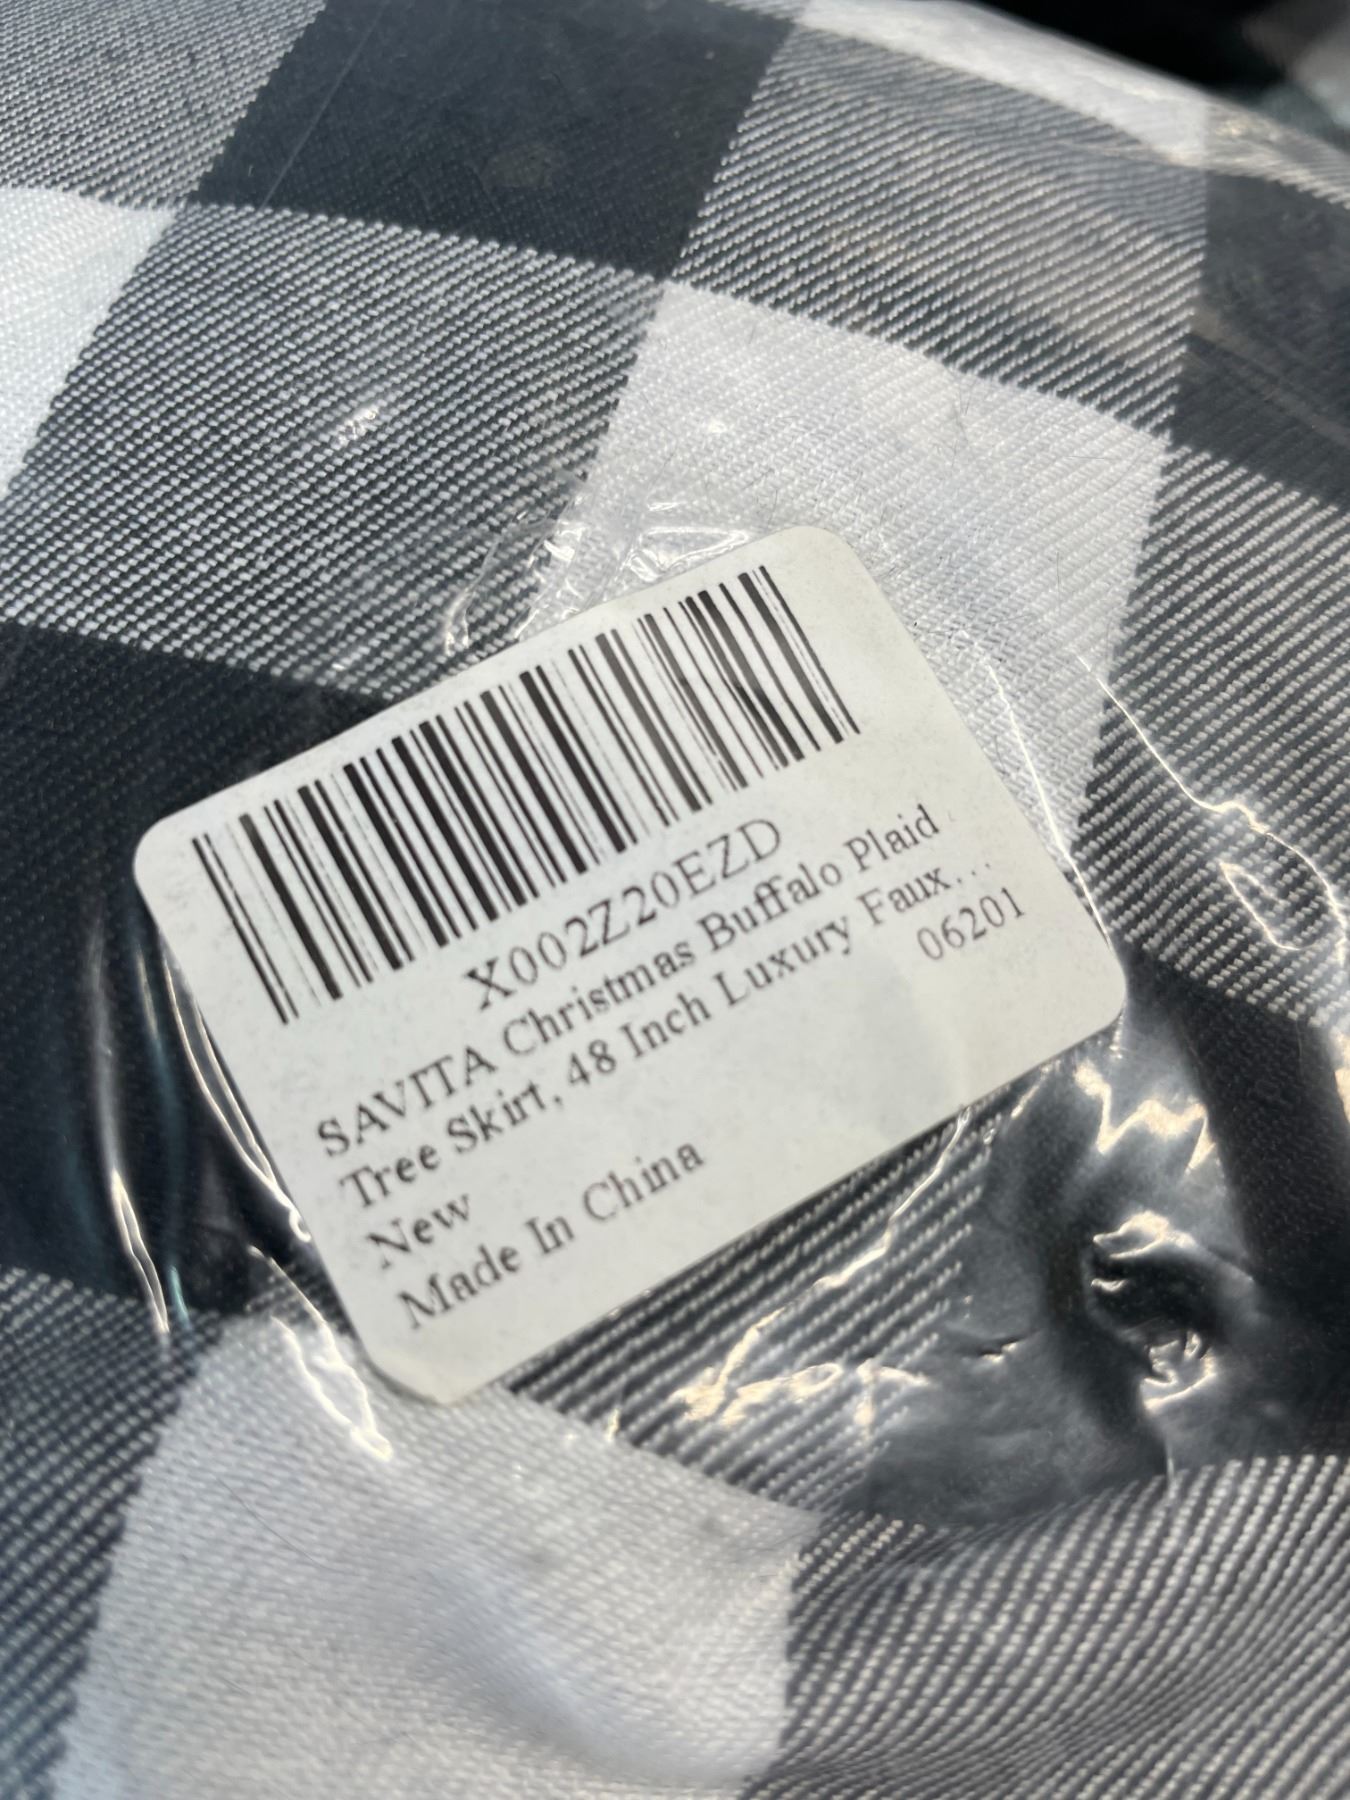 X002Z20EZD
SAVITA Christmas Buffalo Plaid
Tree Skirt, 48 Inch Luxury Faux...
06201
New
Made In China